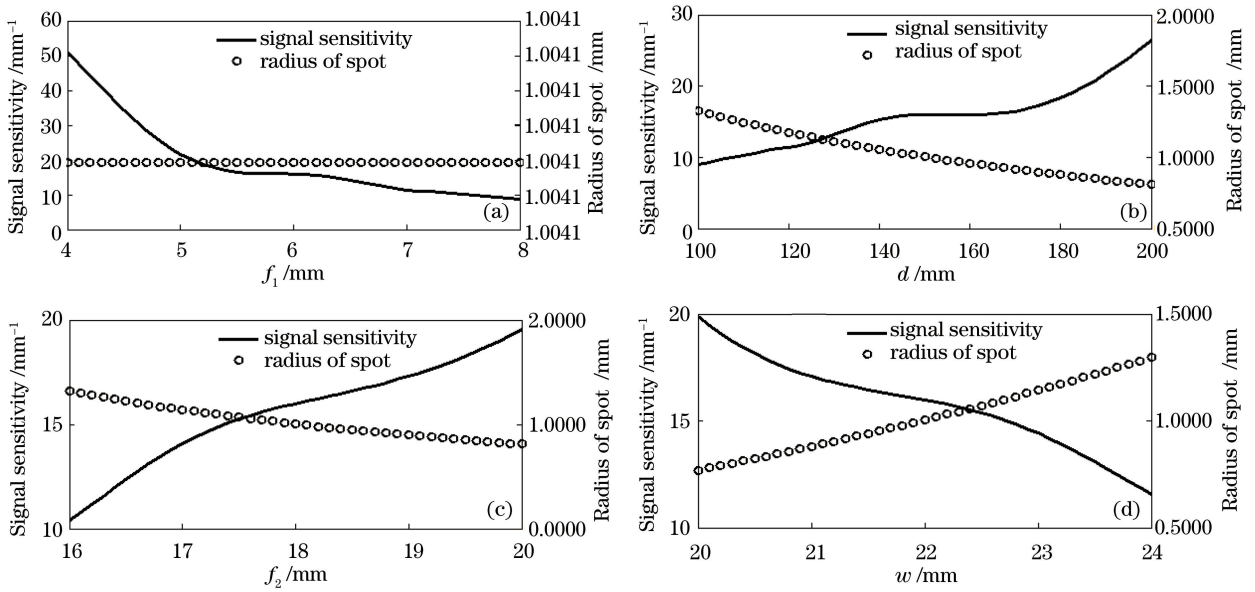 60
50
40
30
20
10
0
Signal sensitivity /mm⁻¹
signal sensitivity
radius of spot
1.0041
1.0041
1.0041
1.0041
1.0041
1.0041
1.0041
Radius of spot /mm
(a)
4 5 6 7 8
f₁ /mm
30
20
10
0
Signal sensitivity /mm⁻¹
signal sensitivity
radius of spot
2.0000
1.5000
1.0000
0.5000
Radius of spot /mm
(b)
100 120 140 160 180 200
d /mm
20
15
10
Signal sensitivity /mm⁻¹
signal sensitivity
radius of spot
2.0000
1.0000
0.0000
Radius of spot /mm
(c)
16 17 18 19 20
f₂ /mm
20
15
10
Signal sensitivity /mm⁻¹
signal sensitivity
radius of spot
1.5000
1.0000
0.5000
Radius of spot /mm
(d)
20 21 22 23 24
w /mm